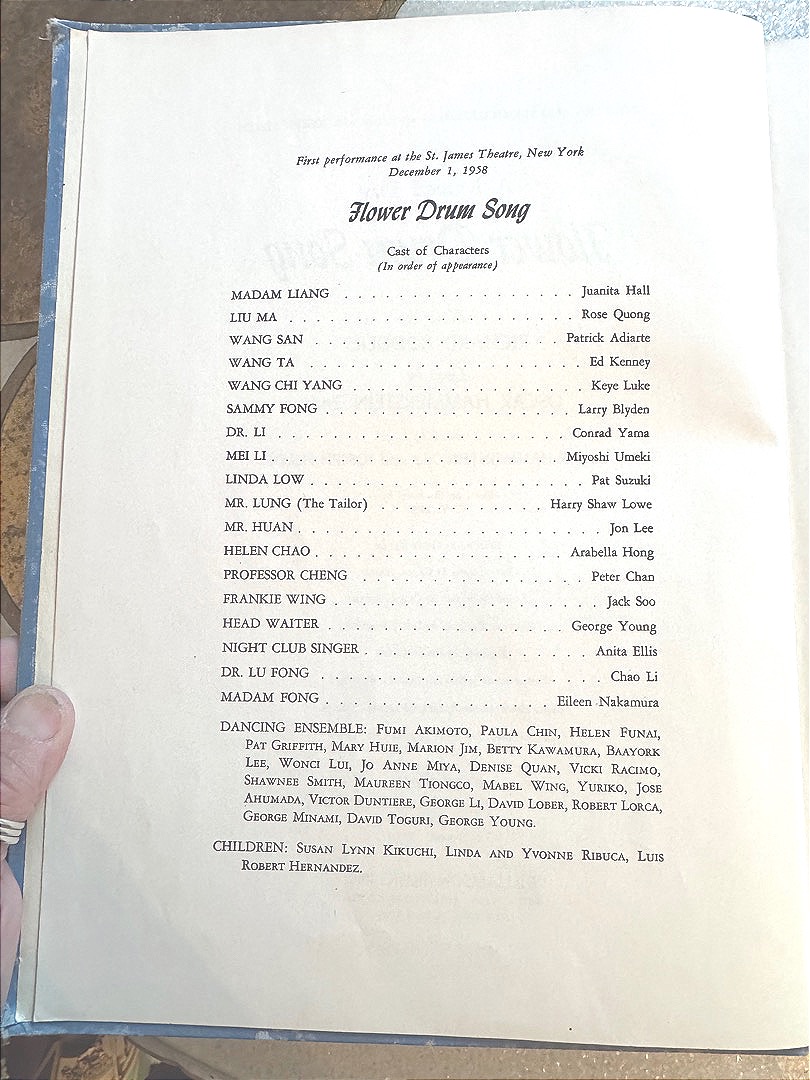 First performance at the St. James Theatre, New York
December 1, 1958
Flower Drum Song
Cast of Characters
(In order of appearance)
MADAM LIANG . . . . . . . . . . . . . . . . . . Juanita Hall
LIU MA . . . . . . . . . . . . . . . . . . . . . Rose Quong
WANG SAN . . . . . . . . . . . . . . . . . . Patrick Adiarte
WANG TA . . . . . . . . . . . . . . . . . . . . . Ed Kenney
WANG CHI YANG . . . . . . . . . . . . . . . . . Keye Luke
SAMMY FONG . . . . . . . . . . . . . . . . . . Larry Blyden
DR. LI . . . . . . . . . . . . . . . . . . . . . Conrad Yama
MEI LI . . . . . . . . . . . . . . . . . . . . . Miyoshi Umeki
LINDA LOW . . . . . . . . . . . . . . . . . . . . Pat Suzuki
MR. LUNG (The Tailor) . . . . . . . . . . . . Harry Shaw Lowe
MR. HUAN . . . . . . . . . . . . . . . . . . . . . . Jon Lee
HELEN CHAO . . . . . . . . . . . . . . . . . . Arabella Hong
PROFESSOR CHENG . . . . . . . . . . . . . . . . Peter Chan
FRANKIE WING . . . . . . . . . . . . . . . . . . . Jack Soo
HEAD WAITER . . . . . . . . . . . . . . . . . George Young
NIGHT CLUB SINGER . . . . . . . . . . . . . . . . Anita Ellis
DR. LU FONG . . . . . . . . . . . . . . . . . . . . Chao Li
MADAM FONG . . . . . . . . . . . . . . . . Eileen Nakamura
DANCING ENSEMBLE: FUMI AKIMOTO, PAULA CHIN, HELEN FUNAI,
PAT GRIFFITH, MARY HUIE, MARION JIM, BETTY KAWAMURA, BAAYORK
LEE, WONCI LUI, JO ANNE MIYA, DENISE QUAN, VICKI RACIMO,
SHAWNEE SMITH, MAUREEN TIONGCO, MABEL WING, YURIKO, JOSE
AHUMADA, VICTOR DUNTIERE, GEORGE LI, DAVID LOBER, ROBERT LORCA,
GEORGE MINAMI, DAVID TOGURI, GEORGE YOUNG.
CHILDREN: SUSAN LYNN KIKUCHI, LINDA AND YVONNE RIBUCA, LUIS
ROBERT HERNANDEZ.